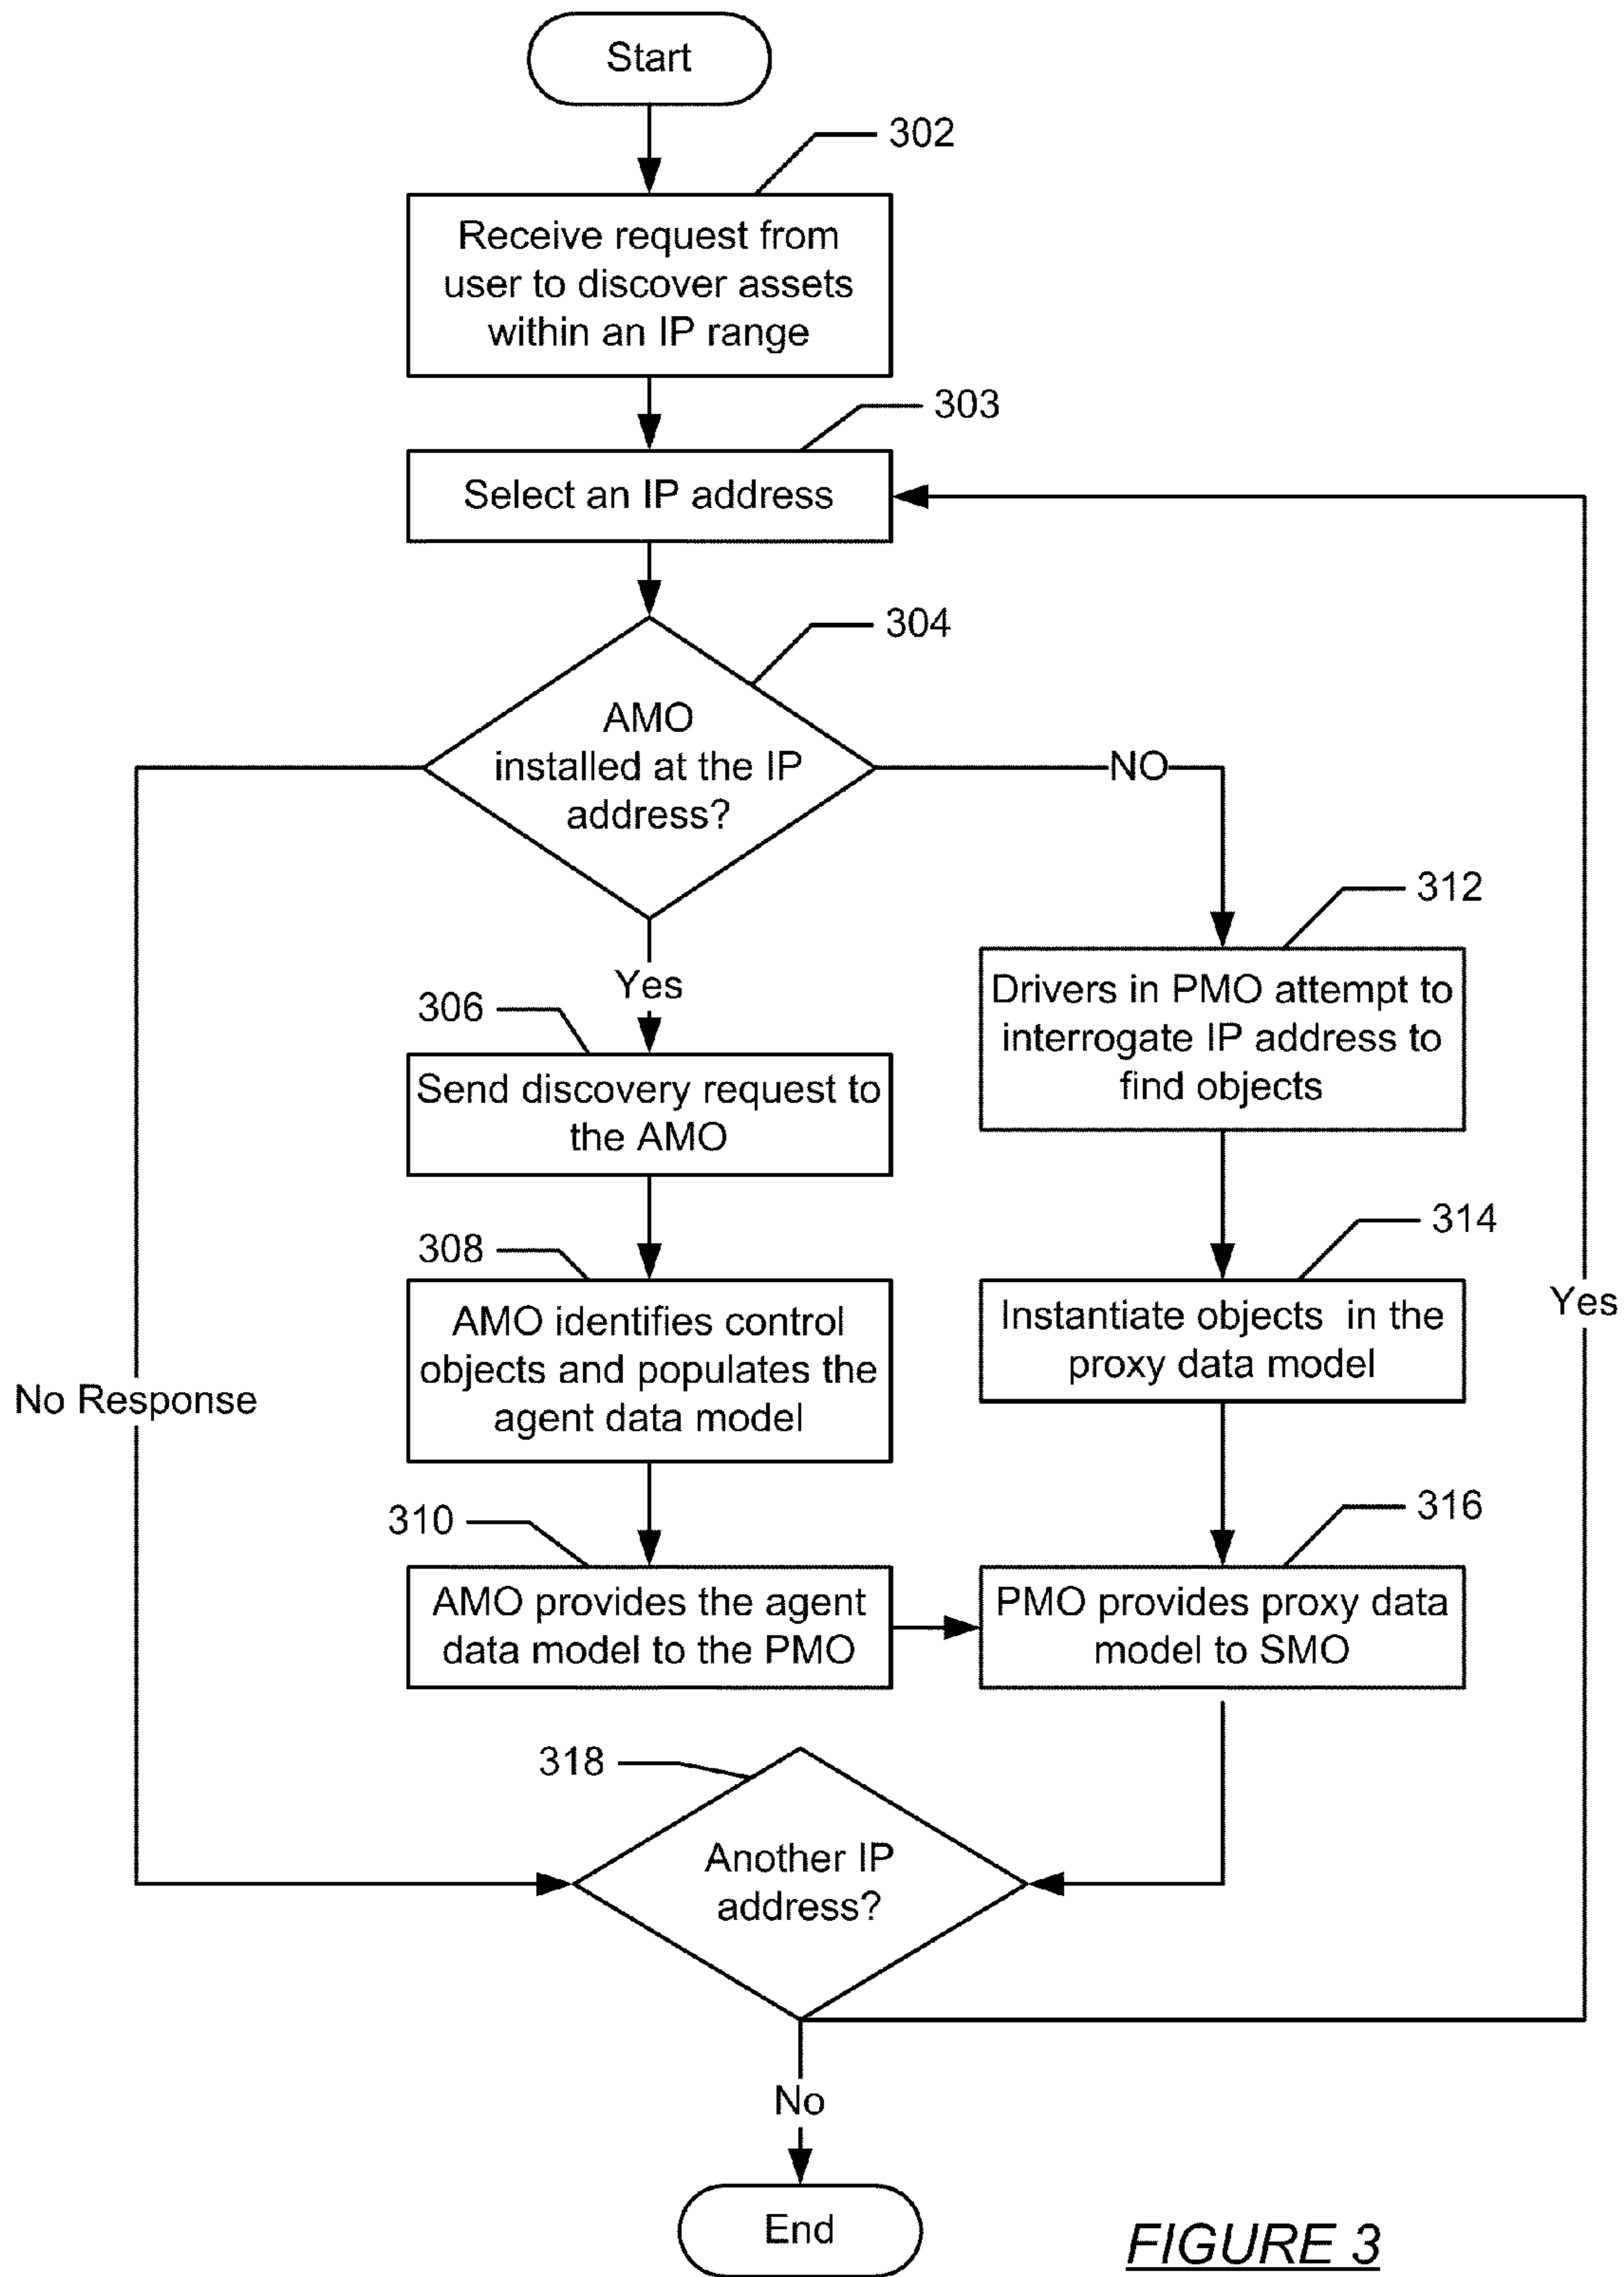 Start
302
Receive request from
user to discover assets
within an IP range
303
Select an IP address
304
AMO
installed at the IP
address?
NO
Yes
312
Drivers in PMO attempt to
interrogate IP address to
find objects
306
Send discovery request to
the AMO
314
Instantiate objects in the
proxy data model
Yes
308
AMO identifies control
objects and populates the
agent data model
No Response
310
AMO provides the agent
data model to the PMO
316
PMO provides proxy data
model to SMO
318
Another IP
address?
No
End
FIGURE 3